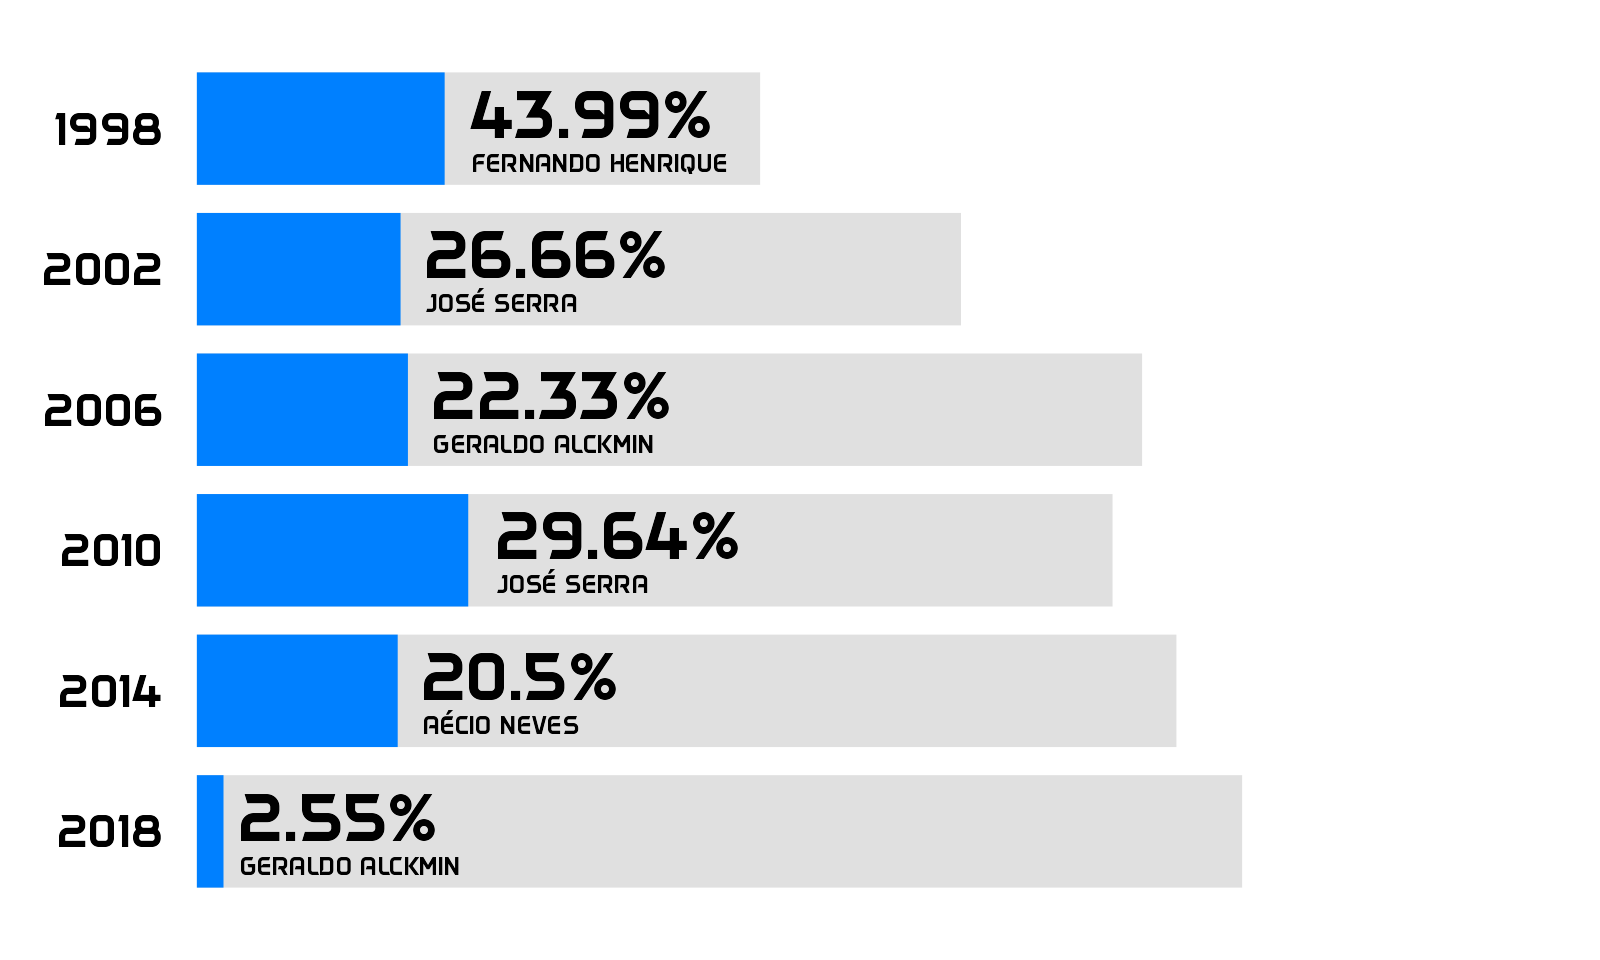 1998
43.99%
FERNANDO HENRIQUE
2002
26.66%
JOSÉ SERRA
2006
22.33%
GERALDO ALCKMIN
2010
29.64%
JOSÉ SERRA
2014
20.5%
AÉCIO NEVES
2018
2.55%
GERALDO ALCKMIN